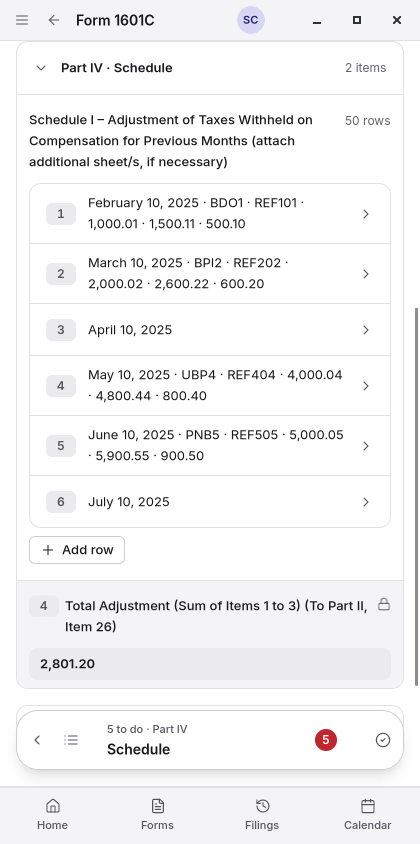 Form 1601C
SC
Part IV · Schedule
2 items
Schedule I – Adjustment of Taxes Withheld on
Compensation for Previous Months (attach
additional sheet/s, if necessary)
50 rows
1
February 10, 2025 · BDO1 · REF101 ·
1,000.01 · 1,500.11 · 500.10
2
March 10, 2025 · BPI2 · REF202 ·
2,000.02 · 2,600.22 · 600.20
3
April 10, 2025
4
May 10, 2025 · UBP4 · REF404 · 4,000.04
· 4,800.44 · 800.40
5
June 10, 2025 · PNB5 · REF505 · 5,000.05
· 5,900.55 · 900.50
6
July 10, 2025
Add row
4
Total Adjustment (Sum of Items 1 to 3) (To Part II,
Item 26)
2,801.20
5 to do · Part IV
Schedule
5
Home
Forms
Filings
Calendar